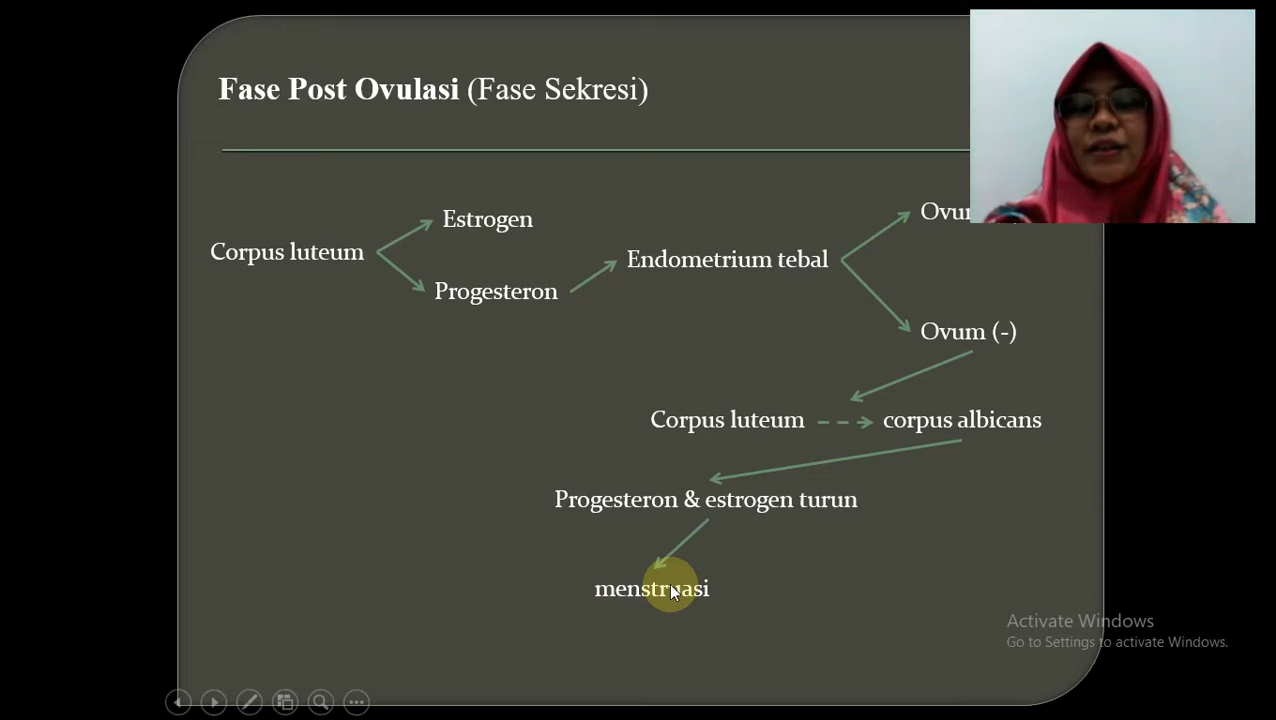 Fase Post Ovulasi (Fase Sekresi)
Estrogen
Corpus luteum
Progesteron
Endometrium tebal
Ovum (-)
Corpus luteum
corpus albicans
Progesteron & estrogen turun
menstruasi
Activate Windows
Go to Settings to activate Windows.